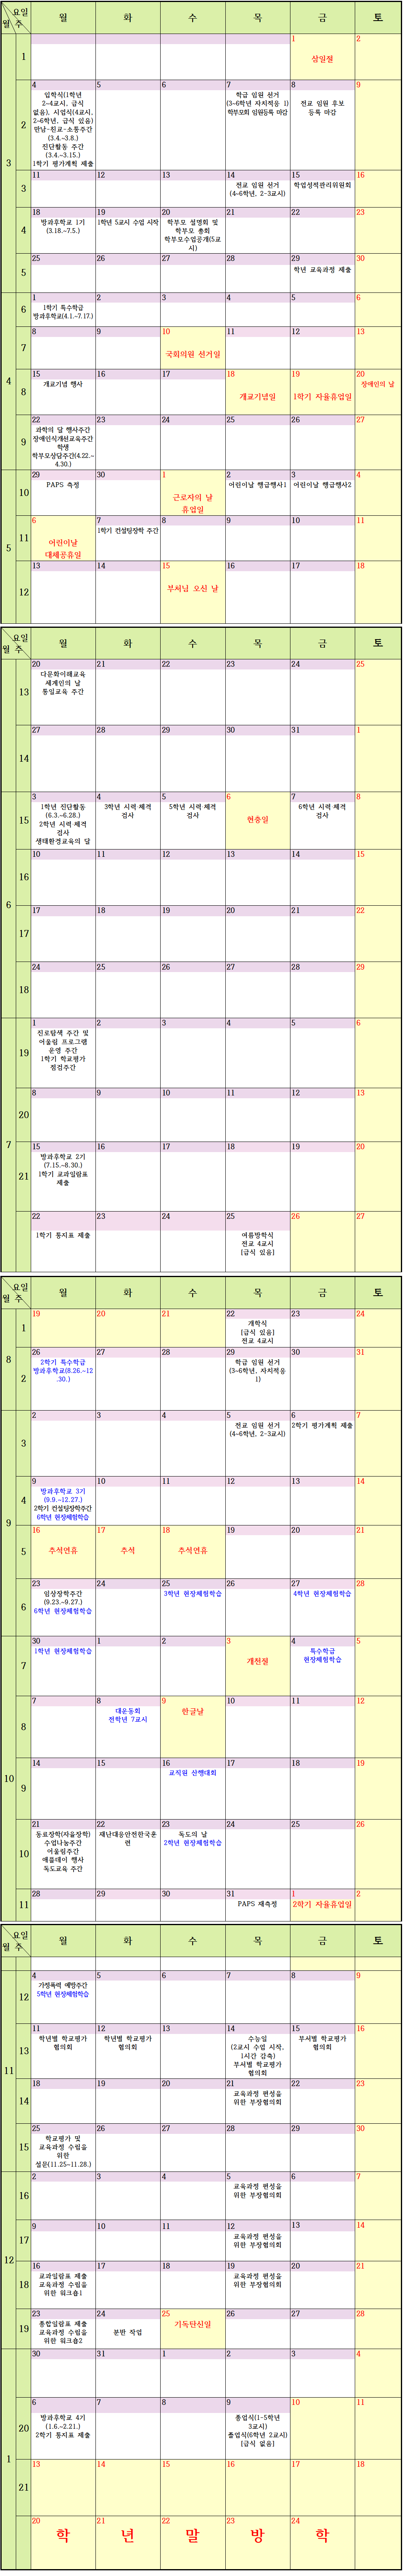 요일
월 주 월 화 수 목 금 토
3
1
1 2
삼일절
2
4 5 6 7 8 9
입학식(1학년
2~4교시, 급식
없음), 시업식(4교시,
2~6학년, 급식 있음)
만남·친교·소통주간
(3.4.~3.8.)
진단활동 주간
(3.4.~3.15.)
1학기 평가계획 제출
학급 임원 선거
(3~6학년 자치적응 1)
학부모회 임원등록 마감
전교 임원 후보
등록 마감
3
11 12 13 14 15 16
전교 임원 선거
(4~6학년, 2~3교시)
학업성적관리위원회
4
18 19 20 21 22 23
방과후학교 1기
(3.18.~7.5.)
1학년 5교시 수업 시작
학부모 설명회 및
학부모 총회
학부모수업공개(5교
시)
5
25 26 27 28 29 30
학년 교육과정 제출
4
6
1 2 3 4 5 6
1학기 특수학급
방과후학교(4.1.~7.17.)
7
8 9 10 11 12 13
국회의원 선거일
8
15 16 17 18 19 20
개교기념 행사
개교기념일
1학기 자율휴업일
장애인의 날
9
22 23 24 25 26 27
과학의 달 행사주간
장애인식개선교육주간
학생
학부모상담주간(4.22.~
4.30.)
5
10
29 30 1 2 3 4
PAPS 측정
근로자의 날
휴업일
어린이날 행급행사1
어린이날 행급행사2
11
6 7 8 9 10 11
어린이날
대체공휴일
1학기 컨설팅장학 주간
12
13 14 15 16 17 18
부처님 오신 날
요일
월 주 월 화 수 목 금 토
13
20 21 22 23 24 25
다문화이해교육
세계인의 날
통일교육 주간
14
27 28 29 30 31 1
6
15
3 4 5 6 7 8
1학년 진단활동
(6.3.~6.28.)
2학년 시력·체격
검사
생태환경교육의 달
3학년 시력·체격
검사
5학년 시력·체격
검사
현충일
6학년 시력·체격
검사
16
10 11 12 13 14 15
17
17 18 19 20 21 22
18
24 25 26 27 28 29
7
19
1 2 3 4 5 6
진로탐색 주간 및
어울림 프로그램
운영 주간
1학기 학교평가
점검주간
20
8 9 10 11 12 13
21
15 16 17 18 19 20
방과후학교 2기
(7.15.~8.30.)
1학기 교과일람표
제출
22 23 24 25 26 27
1학기 통지표 제출
여름방학식
전교 4교시
[급식 있음]
요일
월 주 월 화 수 목 금 토
8
1
19 20 21 22 23 24
개학식
[급식 있음]
전교 4교시
2
26 27 28 29 30 31
2학기 특수학급
방과후학교(8.26.~12
.30.)
학급 임원 선거
(3~6학년, 자치적응
1)
9
3
2 3 4 5 6 7
전교 임원 선거
(4~6학년, 2~3교시)
2학기 평가계획 제출
4
9 10 11 12 13 14
방과후학교 3기
(9.9.~12.27.)
2학기 컨설팅장학주간
6학년 현장체험학습
5
16 17 18 19 20 21
추석연휴
추석
추석연휴
6
23 24 25 26 27 28
임상장학주간
(9.23.~9.27.)
6학년 현장체험학습
3학년 현장체험학습
4학년 현장체험학습
10
7
30 1 2 3 4 5
1학년 현장체험학습
개천절
특수학급
현장체험학습
8
7 8 9 10 11 12
대운동회
전학년 7교시
한글날
9
14 15 16 17 18 19
교직원 산행대회
10
21 22 23 24 25 26
동료장학(자율장학)
수업나눔주간
어울림주간
애플데이 행사
독도교육 주간
재난대응안전한국훈
련
독도의 날
2학년 현장체험학습
11
28 29 30 31 1 2
PAPS 재측정
2학기 자율휴업일
요일
월 주 월 화 수 목 금 토
11
12
4 5 6 7 8 9
가정폭력 예방주간
5학년 현장체험학습
13
11 12 13 14 15 16
학년별 학교평가
협의회
학년별 학교평가
협의회
수능일
(2교시 수업 시작,
1시간 감축)
부서별 학교평가
협의회
부서별 학교평가
협의회
14
18 19 20 21 22 23
교육과정 편성을
위한 부장협의회
15
25 26 27 28 29 30
학교평가 및
교육과정 수립을
위한
설문(11.25~11.28.)
12
16
2 3 4 5 6 7
교육과정 편성을
위한 부장협의회
17
9 10 11 12 13 14
교육과정 편성을
위한 부장협의회
18
16 17 18 19 20 21
교과일람표 제출
교육과정 수립을
위한 워크숍1
교육과정 편성을
위한 부장협의회
19
23 24 25 26 27 28
종합일람표 제출
교육과정 수립을
위한 워크숍2
분반 작업
기독탄신일
1
30 31 1 2 3 4
20
6 7 8 9 10 11
방과후학교 4기
(1.6.~2.21.)
2학기 통지표 제출
종업식(1-5학년
3교시)
졸업식(6학년 2교시)
[급식 없음]
21
13 14 15 16 17 18
20 21 22 23 24
학 년 말 방 학